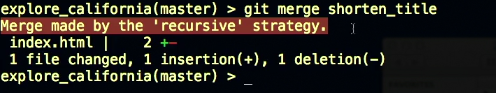 explore_california(master) > git merge shorten_title
Merge made by the 'recursive' strategy.
 index.html |    2 +-
 1 file changed, 1 insertion(+), 1 deletion(-)
explore_california(master) > _